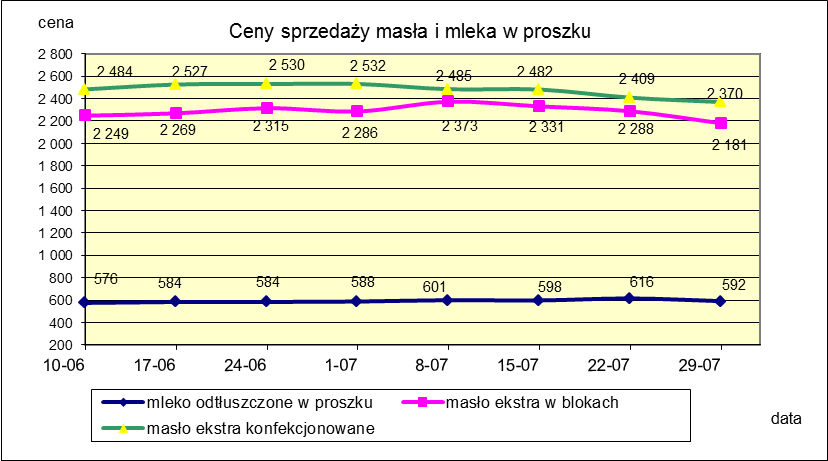 cena
Ceny sprzedaży masła i mleka w proszku
2 800
2 600
2 400
2 200
2 000
1 800
1 600
1 400
1 200
1 000
800
600
400
200
2 484 2 527 2 530 2 532 2 485 2 482 2 409 2 370
2 249 2 269 2 315 2 286 2 373 2 331 2 288 2 181
576 584 584 588 601 598 616 592
10-06 17-06 24-06 1-07 8-07 15-07 22-07 29-07
mleko odtłuszczone w proszku masło ekstra w blokach
masło ekstra konfekcjonowane
data